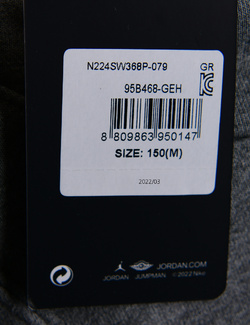 N224SW368P-079
GR
95B468-GEH
8 809863 950147
SIZE: 150(M)
2022/03
JORDAN.COM
JORDAN JUMPMAN ©2022 Nike